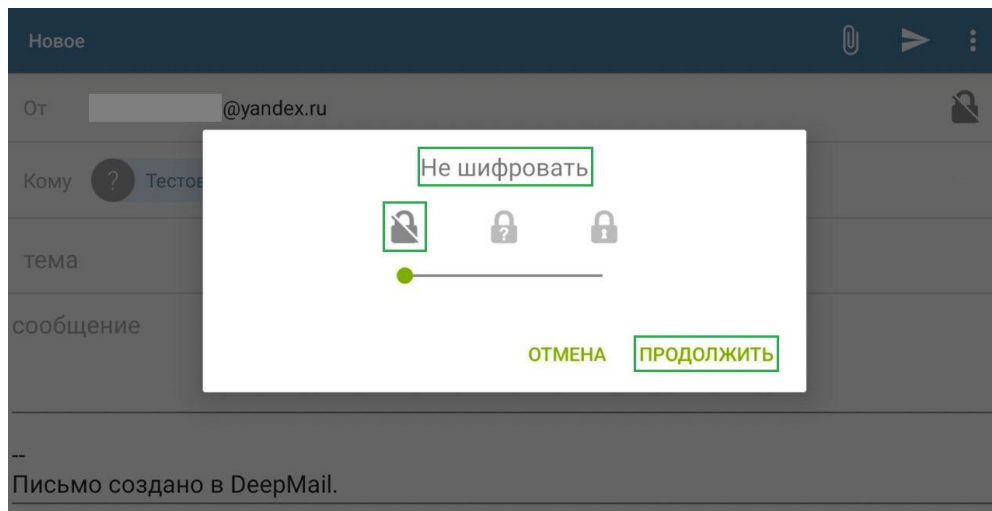 Новое
От @yandex.ru
Не шифровать
Кому ? Тестов
?
тема
сообщение
ОТМЕНА ПРОДОЛЖИТЬ
--
Письмо создано в DeepMail.